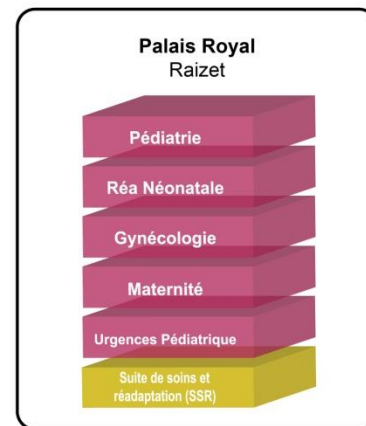 Palais Royal
Raizet
Pédiatrie
Réa Néonatale
Gynécologie
Maternité
Urgences Pédiatrique
Suite de soins et
réadaptation (SSR)